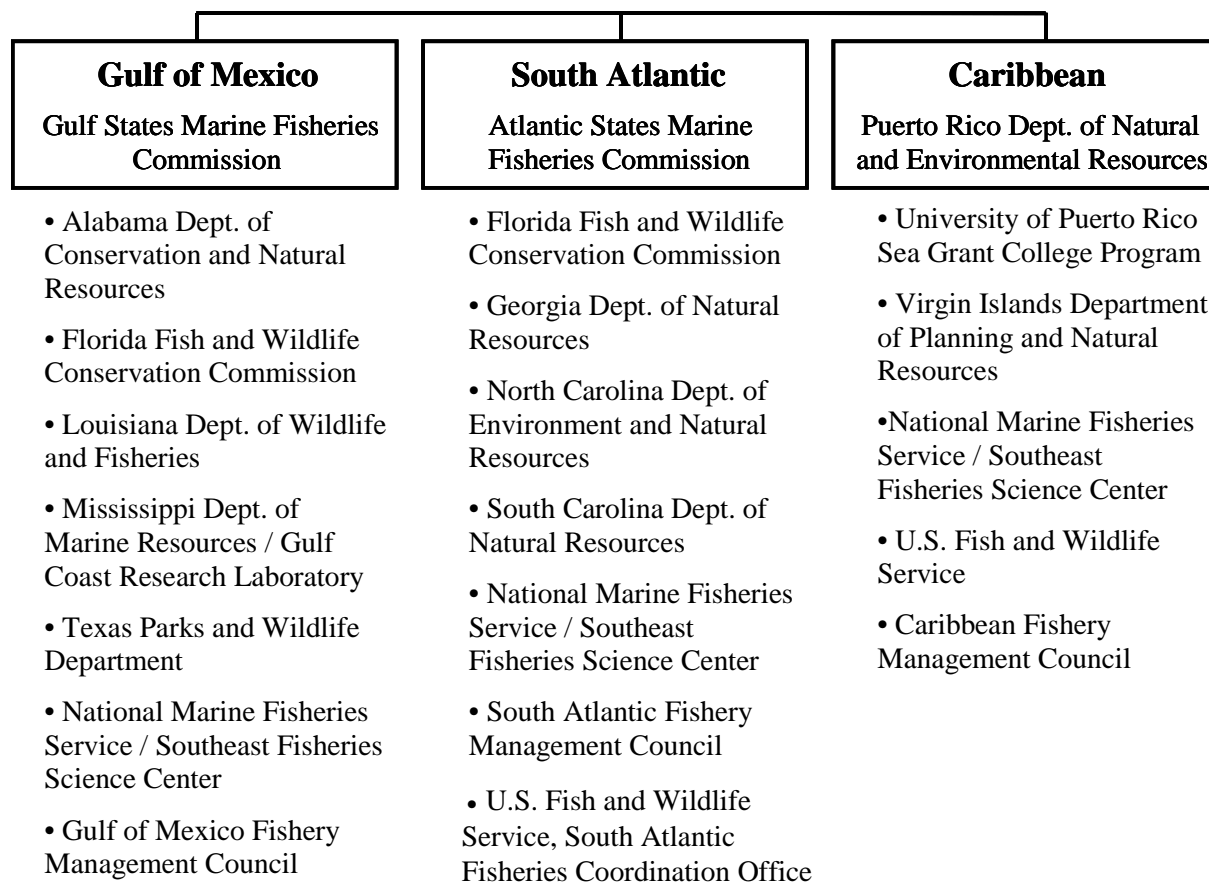 Gulf of Mexico
Gulf States Marine Fisheries
Commission
• Alabama Dept. of
Conservation and Natural
Resources
• Florida Fish and Wildlife
Conservation Commission
• Louisiana Dept. of Wildlife
and Fisheries
• Mississippi Dept. of
Marine Resources / Gulf
Coast Research Laboratory
• Texas Parks and Wildlife
Department
• National Marine Fisheries
Service / Southeast Fisheries
Science Center
• Gulf of Mexico Fishery
Management Council
South Atlantic
Atlantic States Marine
Fisheries Commission
• Florida Fish and Wildlife
Conservation Commission
• Georgia Dept. of Natural
Resources
• North Carolina Dept. of
Environment and Natural
Resources
• South Carolina Dept. of
Natural Resources
• National Marine Fisheries
Service / Southeast
Fisheries Science Center
• South Atlantic Fishery
Management Council
• U.S. Fish and Wildlife
Service, South Atlantic
Fisheries Coordination Office
Caribbean
Puerto Rico Dept. of Natural
and Environmental Resources
• University of Puerto Rico
Sea Grant College Program
• Virgin Islands Department
of Planning and Natural
Resources
•National Marine Fisheries
Service / Southeast
Fisheries Science Center
• U.S. Fish and Wildlife
Service
• Caribbean Fishery
Management Council